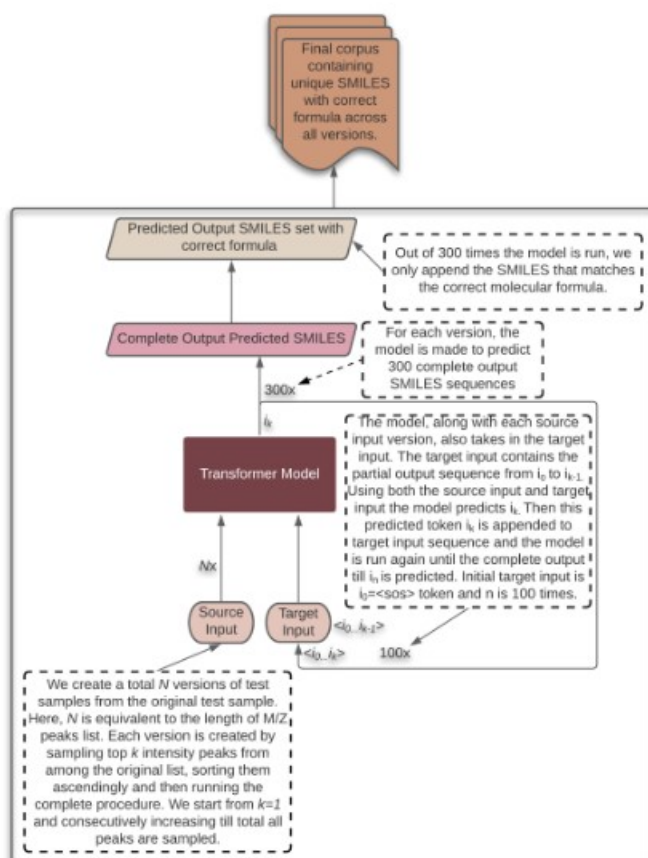 Final corpus
containing
unique SMILES
with correct
formula across
all versions.
Predicted Output SMILES set with
correct formula
Out of 300 times the model is run, we
only append the SMILES that matches
the correct molecular formula.
Complete Output Predicted SMILES
For each version, the
model is made to predict
300 complete output
SMILES sequences
300x
iₖ
The model, along with each source
input version, also takes in the target
input. The target input contains the
partial output sequence from i₀ to iₖ₋₁.
Using both the source input and target
input the model predicts iₖ. Then this
predicted token iₖ is appended to
target input sequence and the model
is run again until the complete output
till iₙ is predicted. Initial target input is
i₀=<sos> token and n is 100 times.
Transformer Model
Nx
Source
Input
Target
Input
<i₀...iₖ₋₁>
<i₀...iₖ>
100x
We create a total N versions of test
samples from the original test sample.
Here, N is equivalent to the length of M/Z
peaks list. Each version is created by
sampling top k intensity peaks from
among the original list, sorting them
ascendingly and then running the
complete procedure. We start from k=1
and consecutively increasing till total all
peaks are sampled.